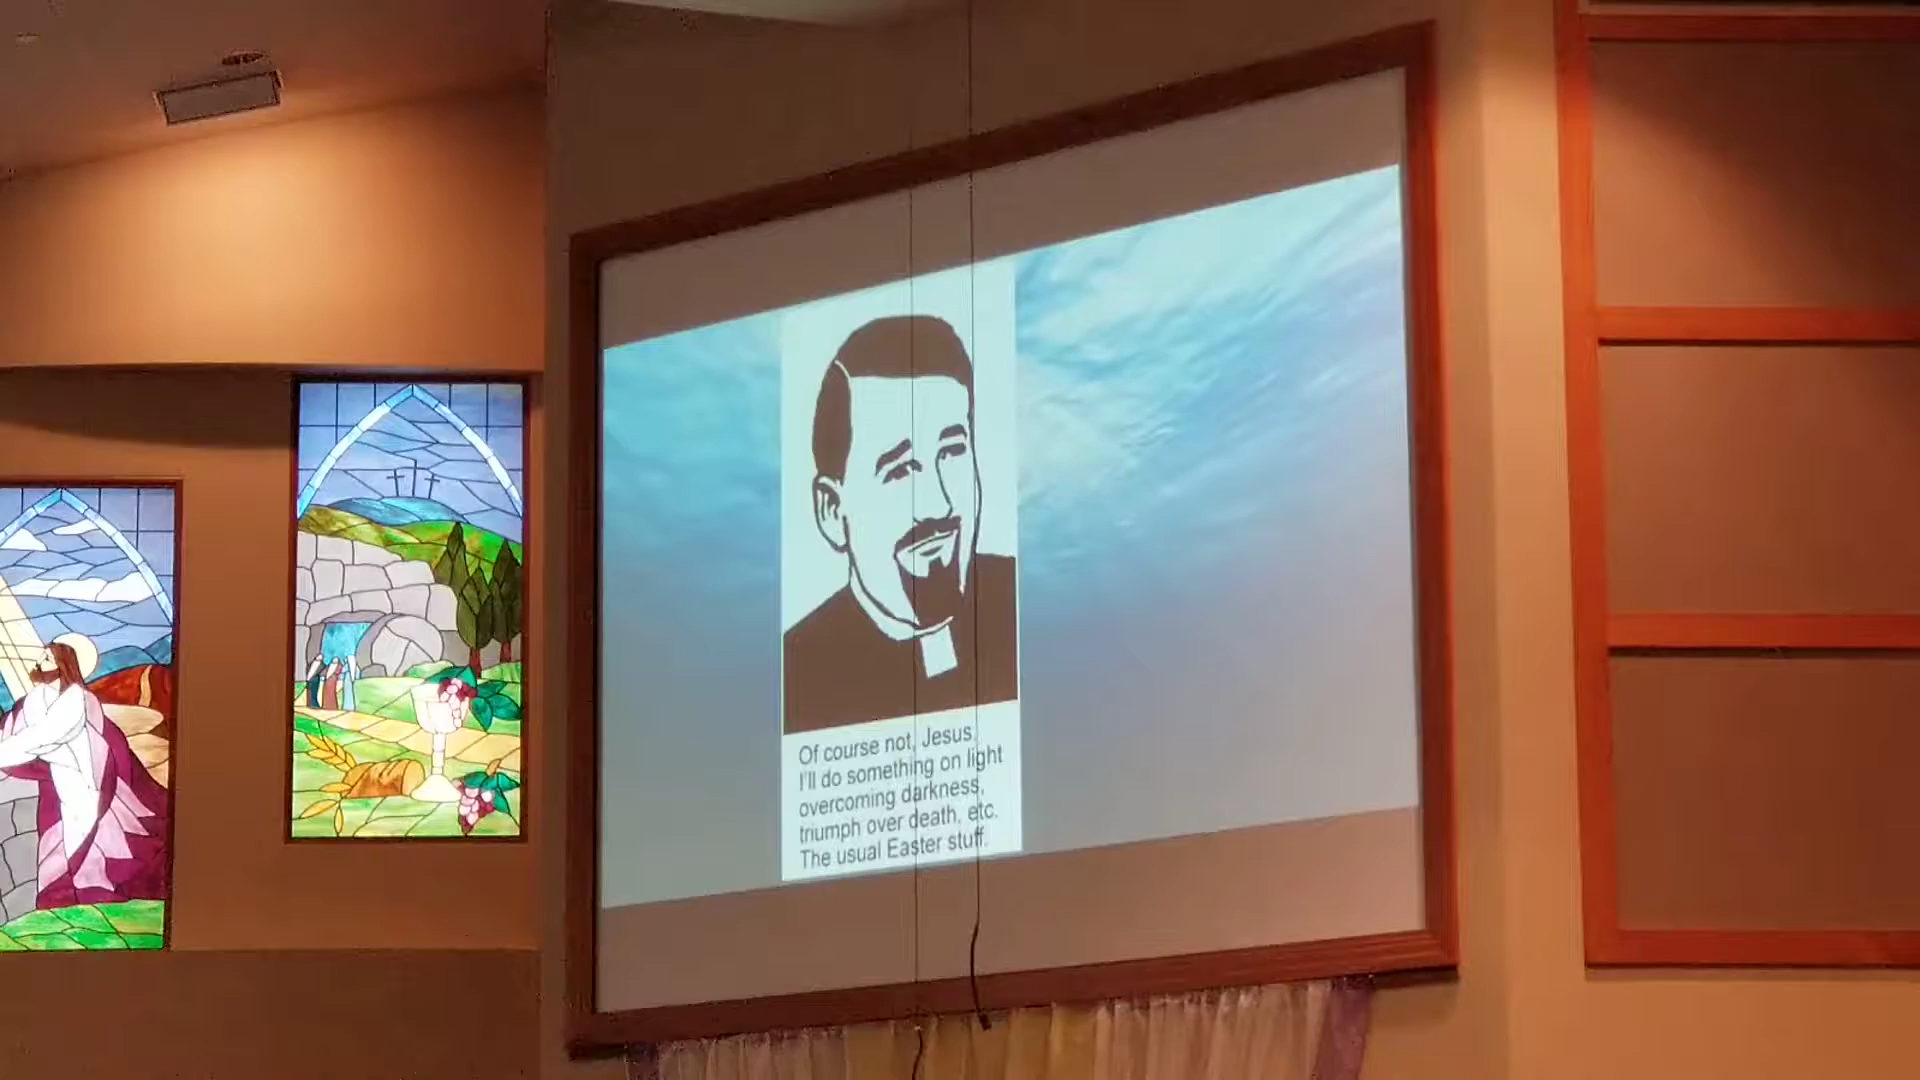 Of course not, Jesus.
I'll do something on light
overcoming darkness,
triumph over death, etc.
The usual Easter stuff.